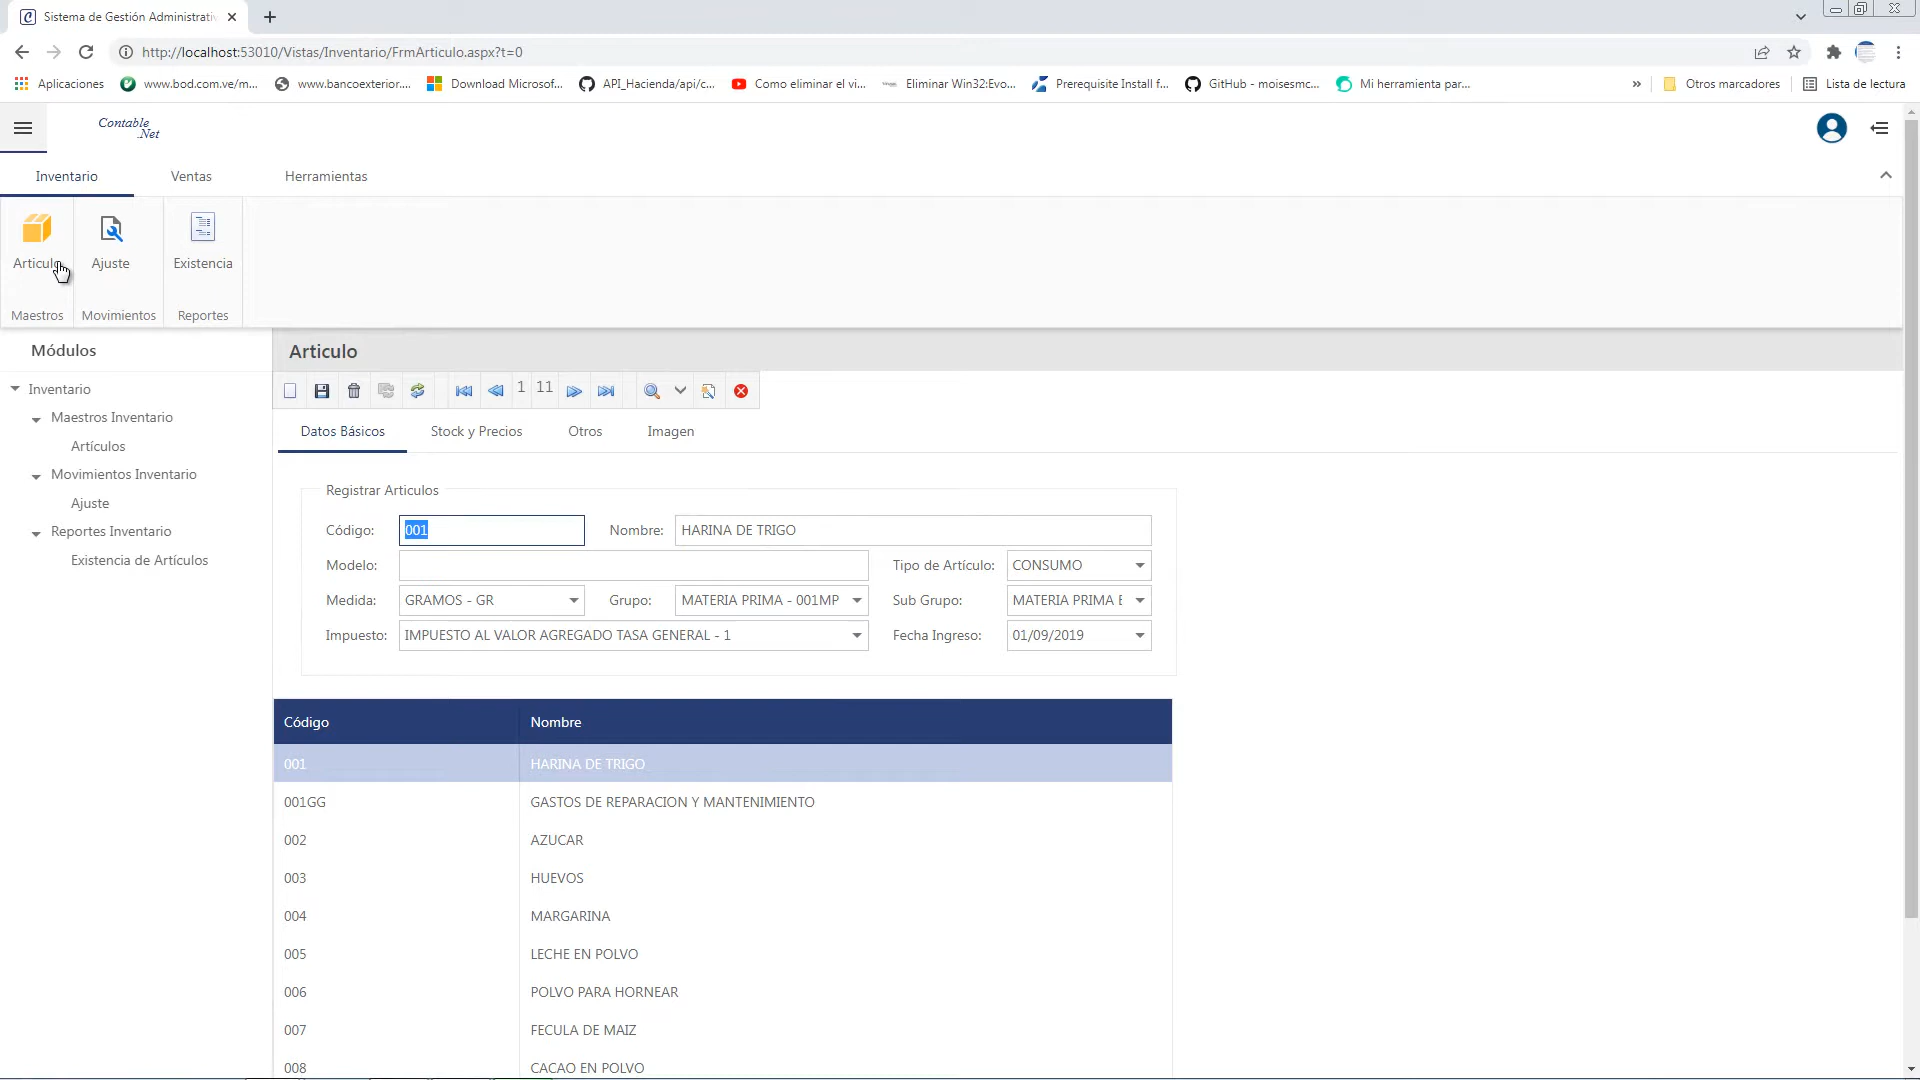 Sistema de Gestión Administrativ
http://localhost:53010/Vistas/Inventario/FrmArticulo.aspx?t=0
Aplicaciones www.bod.com.ve/m... www.bancoexterior.... Download Microsof... API_Hacienda/api/c... Como eliminar el vi... Eliminar Win32:Evo... Prerequisite Install f... GitHub - moisesmc... Mi herramienta par... » Otros marcadores Lista de lectura
Contable
.Net
Inventario Ventas Herramientas
Articulo Ajuste Existencia
Maestros Movimientos Reportes
Módulos
Inventario
Maestros Inventario
Artículos
Movimientos Inventario
Ajuste
Reportes Inventario
Existencia de Artículos
Articulo
1 11
Datos Básicos Stock y Precios Otros Imagen
Registrar Articulos
Código: 001 Nombre: HARINA DE TRIGO
Modelo: Tipo de Artículo: CONSUMO
Medida: GRAMOS - GR Grupo: MATERIA PRIMA - 001MP Sub Grupo: MATERIA PRIMA E
Impuesto: IMPUESTO AL VALOR AGREGADO TASA GENERAL - 1 Fecha Ingreso: 01/09/2019
Código Nombre
001 HARINA DE TRIGO
001GG GASTOS DE REPARACION Y MANTENIMIENTO
002 AZUCAR
003 HUEVOS
004 MARGARINA
005 LECHE EN POLVO
006 POLVO PARA HORNEAR
007 FECULA DE MAIZ
008 CACAO EN POLVO